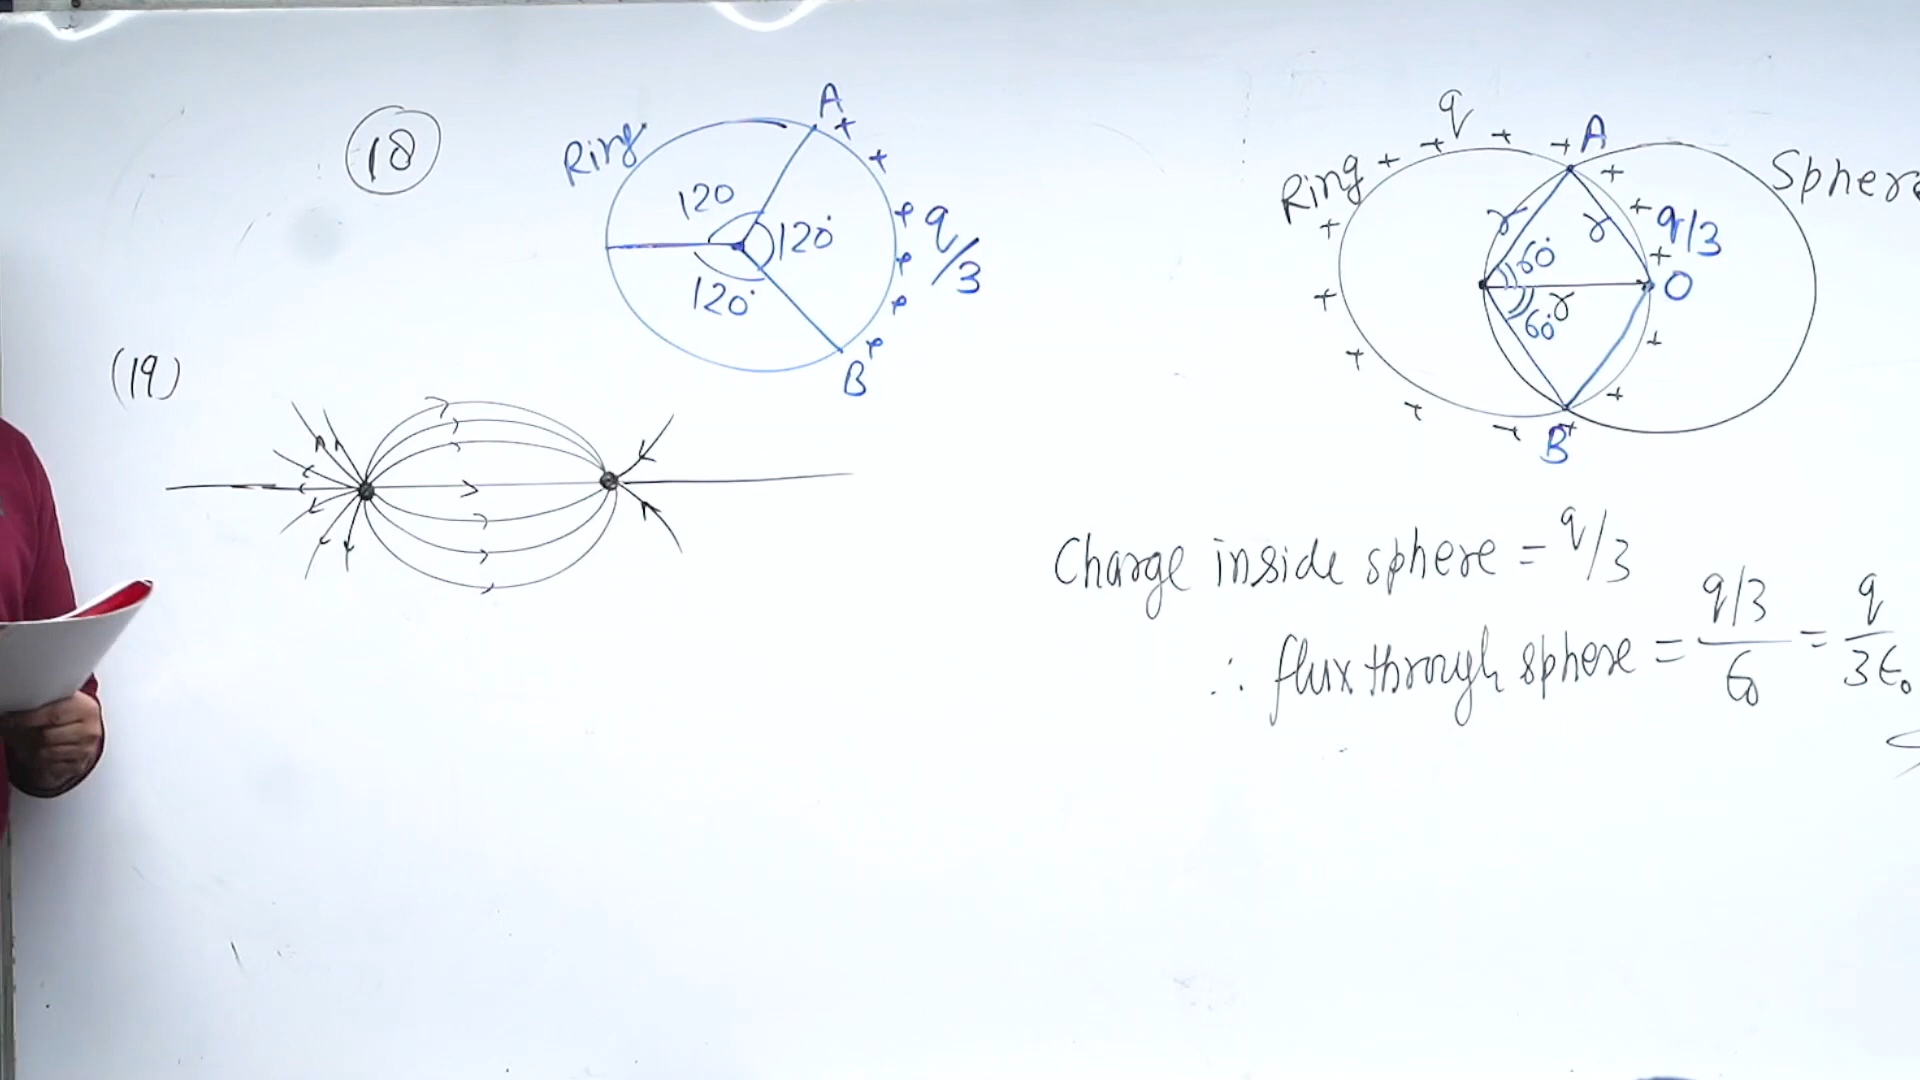 18
Ring
A
120
120°
120°
q/3
B
(19)
q
Ring
A
Sphere
r
r
q/3
60°
r
60°
O
B
Charge inside sphere = q/3
∴ flux through sphere = q/3 / ϵ0 = q / 3ϵ0